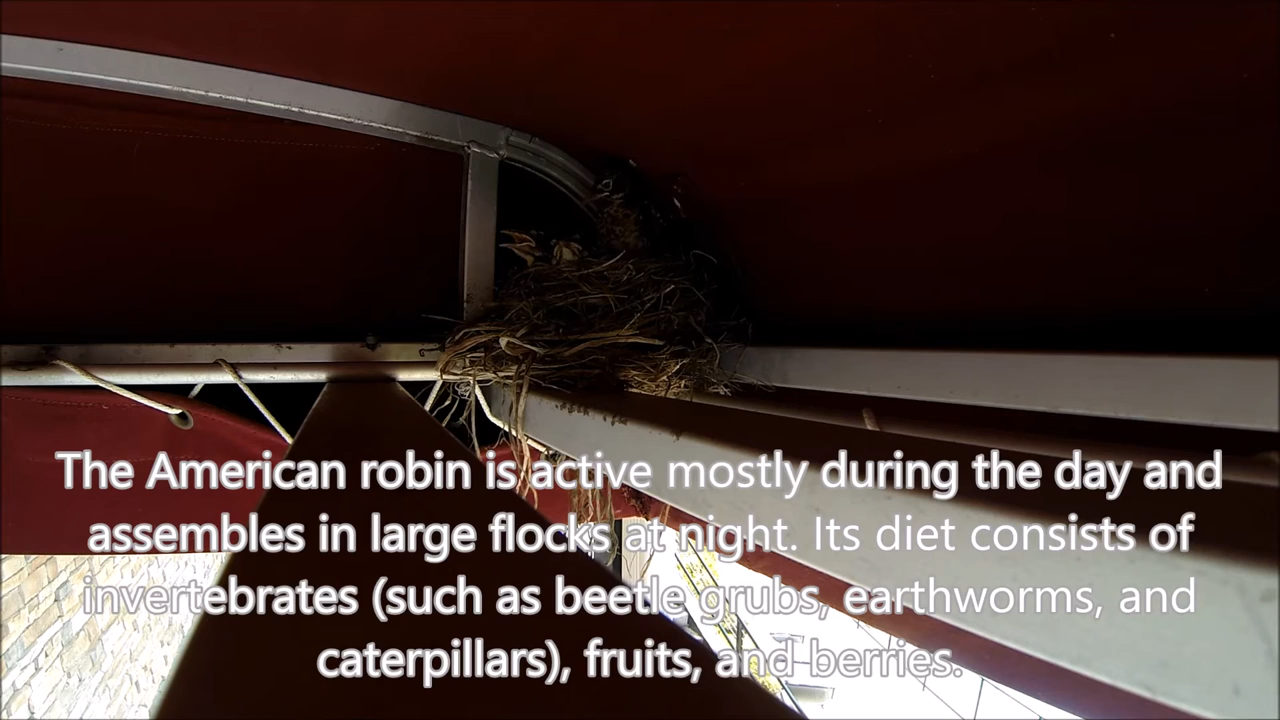 The American robin is active mostly during the day and
assembles in large flocks at night. Its diet consists of
invertebrates (such as beetle grubs, earthworms, and
caterpillars), fruits, and berries.